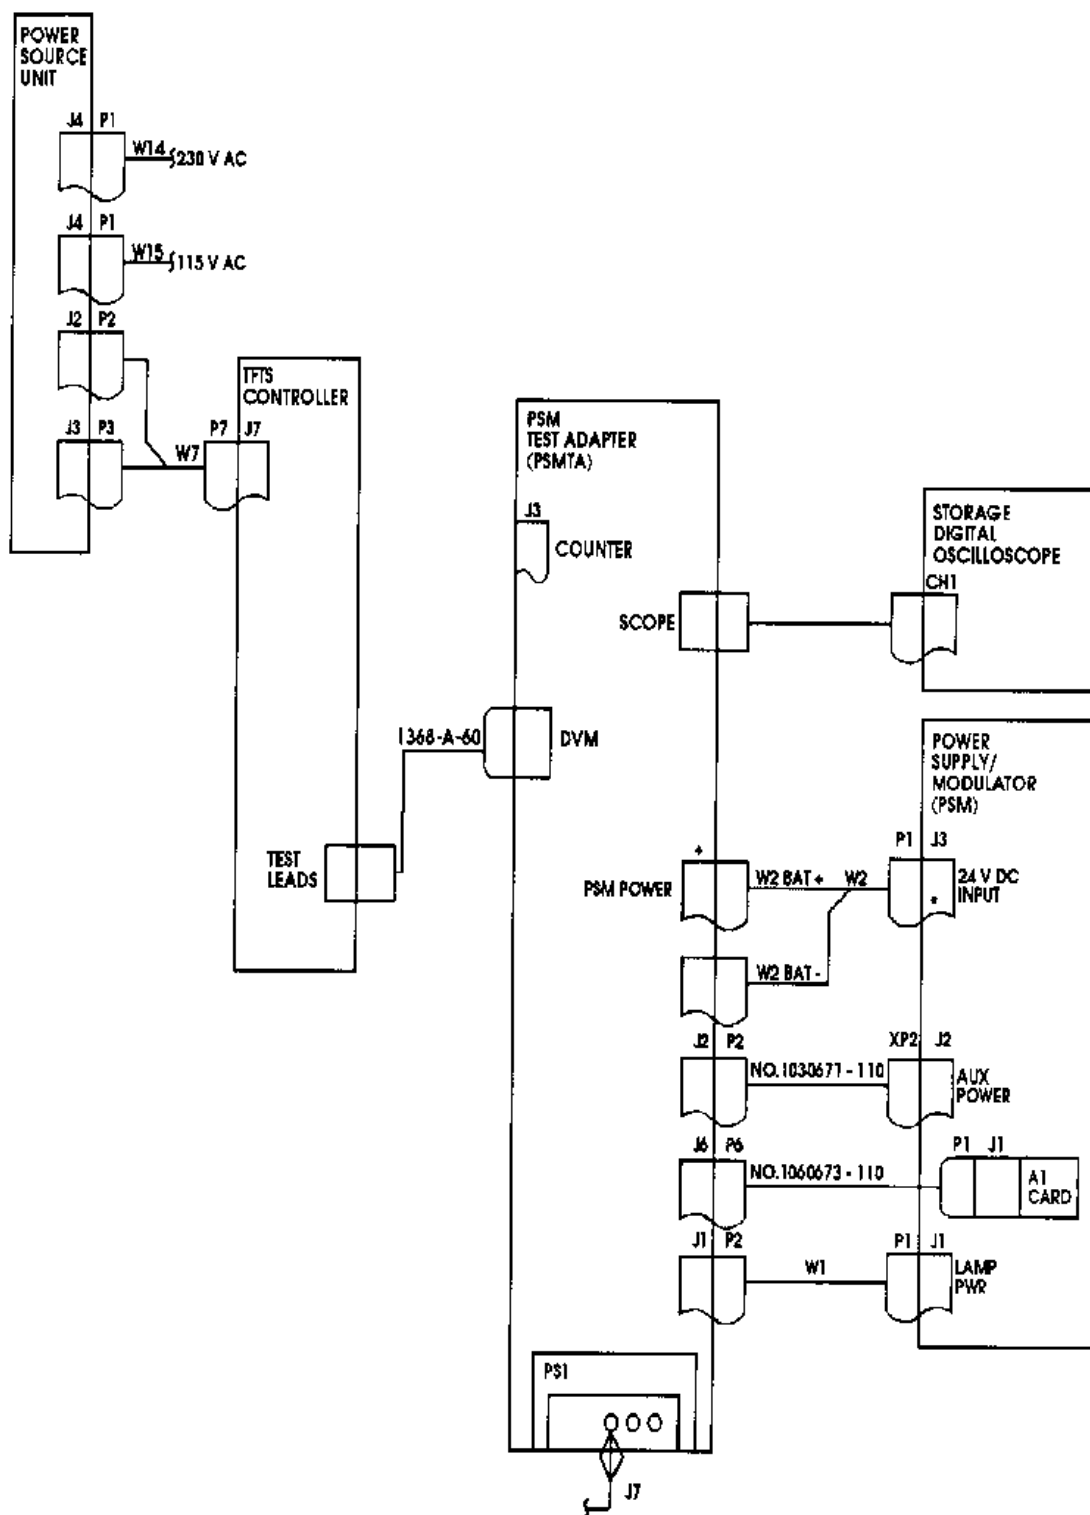 POWER
SOURCE
UNIT
J4 P1
W14
230 V AC
J4 P1
W15
115 V AC
J2 P2
J3 P3
W7
P7 J7
TFTS
CONTROLLER
TEST
LEADS
1368-A-60
PSM
TEST ADAPTER
(PSMTA)
J3
COUNTER
SCOPE
DVM
STORAGE
DIGITAL
OSCILLOSCOPE
CH1
POWER
SUPPLY/
MODULATOR
(PSM)
PSM POWER
W2 BAT +
W2
P1 J3
24 V DC
INPUT
W2 BAT -
J2 P2
NO.1030677 - 110
XP2 J2
AUX
POWER
J6 P6
NO.1060673 - 110
P1 J1
A1
CARD
J1 P2
W1
P1 J1
LAMP
PWR
PS1
J7